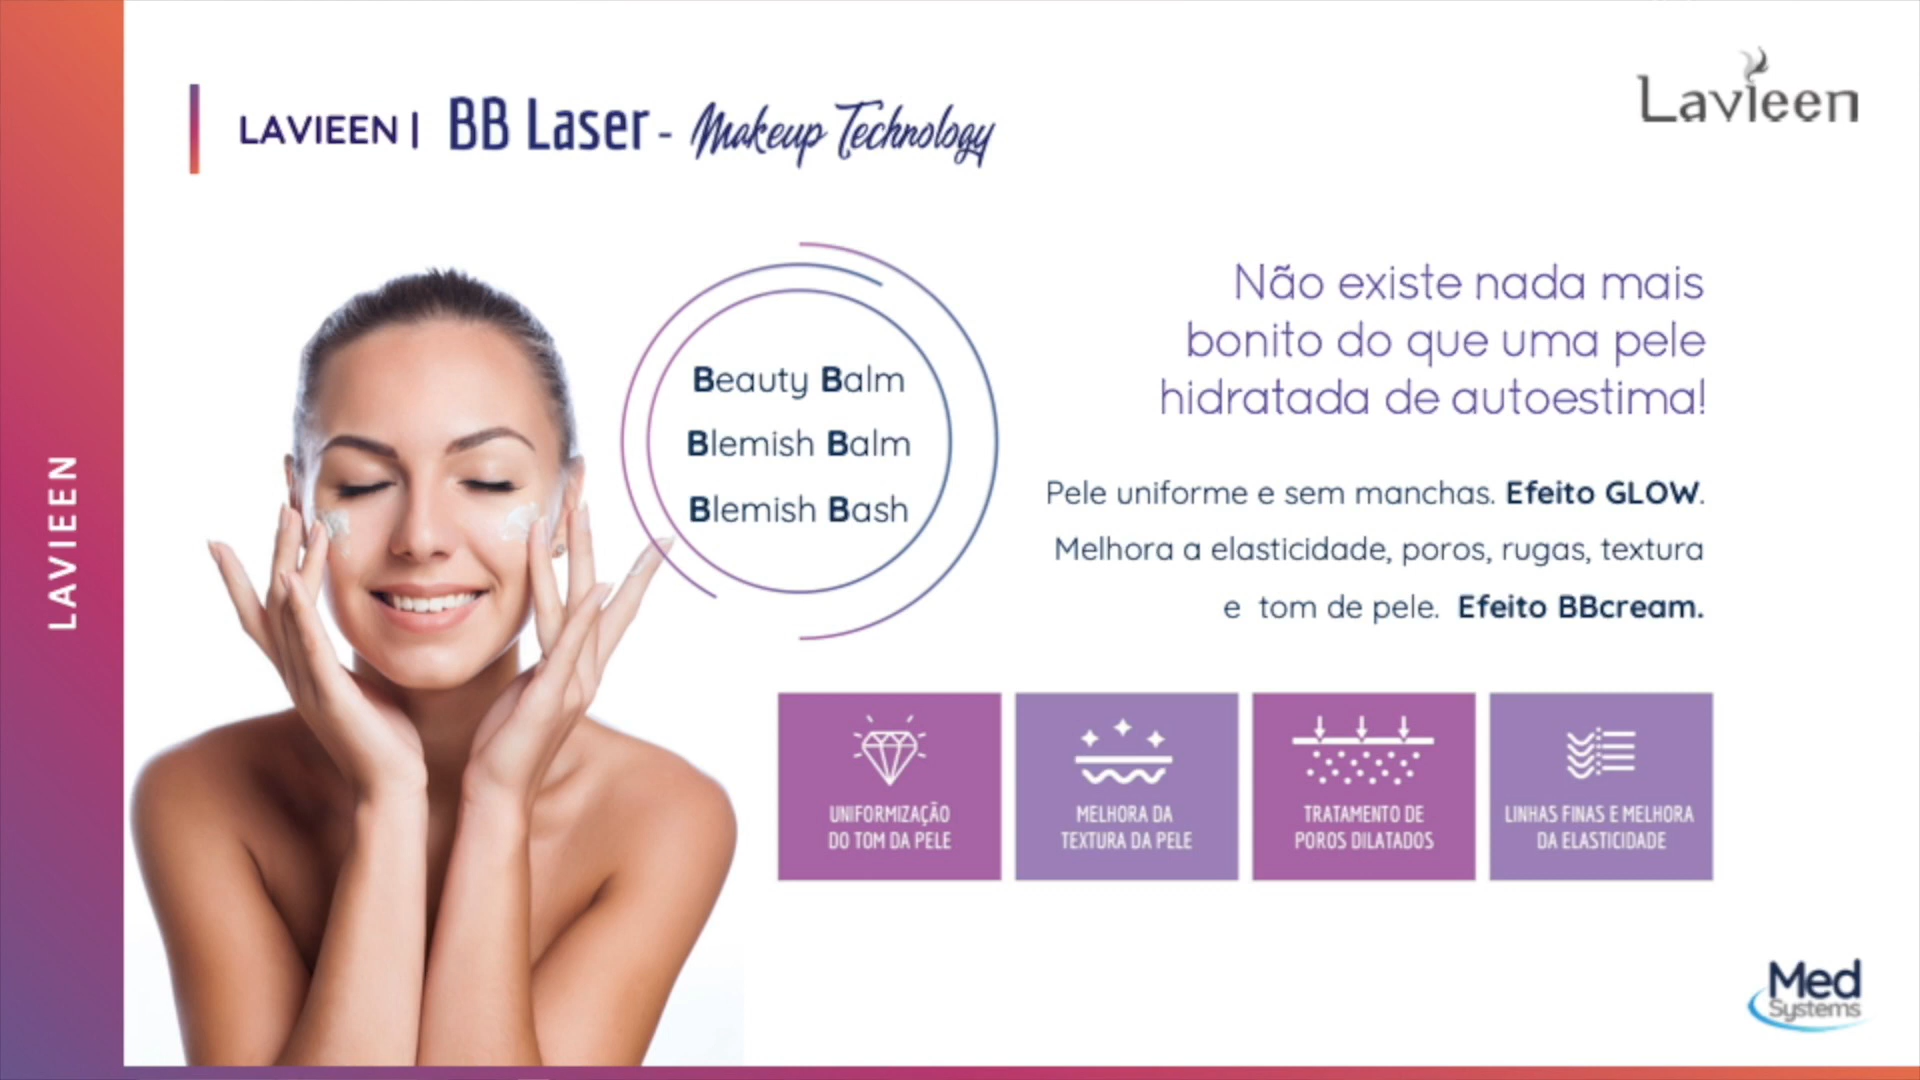 LAVIEEN | BB Laser - Makeup Technology
Lavieen
LAVIEEN
Beauty Balm
Blemish Balm
Blemish Bash
Não existe nada mais
bonito do que uma pele
hidratada de autoestima!
Pele uniforme e sem manchas. Efeito GLOW.
Melhora a elasticidade, poros, rugas, textura
e tom de pele. Efeito BBcream.
UNIFORMIZAÇÃO
DO TOM DA PELE
MELHORA DA
TEXTURA DA PELE
TRATAMENTO DE
POROS DILATADOS
LINHAS FINAS E MELHORA
DA ELASTICIDADE
Med
Systems